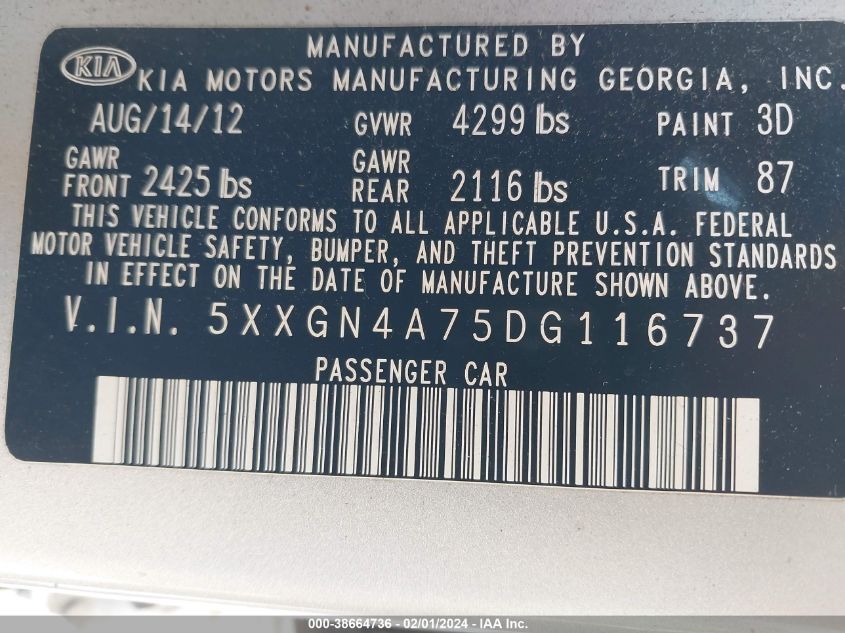 MANUFACTURED BY
KIA KIA MOTORS MANUFACTURING GEORGIA, INC.
AUG/14/12 GVWR 4299 lbs PAINT 3D
GAWR FRONT 2425 lbs GAWR REAR 2116 lbs TRIM 87
THIS VEHICLE CONFORMS TO ALL APPLICABLE U.S.A. FEDERAL
MOTOR VEHICLE SAFETY, BUMPER, AND THEFT PREVENTION STANDARDS
IN EFFECT ON THE DATE OF MANUFACTURE SHOWN ABOVE.
V.I.N. 5XXGN4A75DG116737
PASSENGER CAR
000-38664736 - 02/01/2024 - IAA Inc.